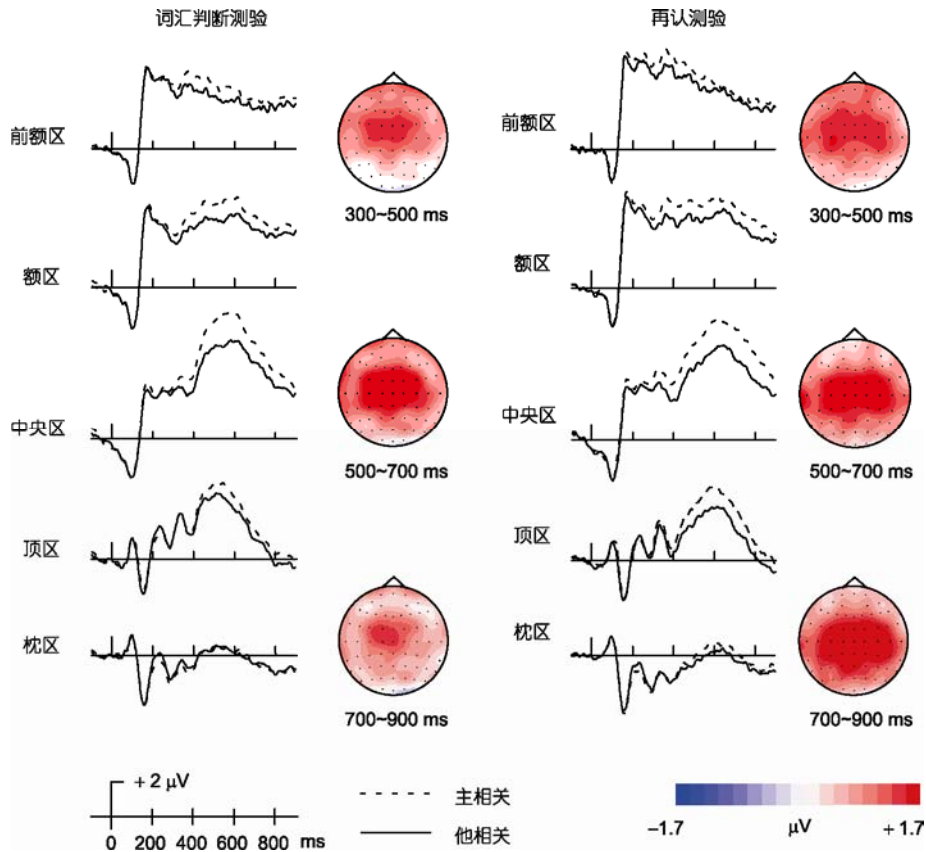 词汇判断测验
再认测验
前额区
300~500 ms
额区
中央区
500~700 ms
顶区
枕区
700~900 ms
前额区
300~500 ms
额区
中央区
500~700 ms
顶区
枕区
700~900 ms
+ 2 μV
0 200 400 600 800 ms
主相关
他相关
−1.7 μV +1.7